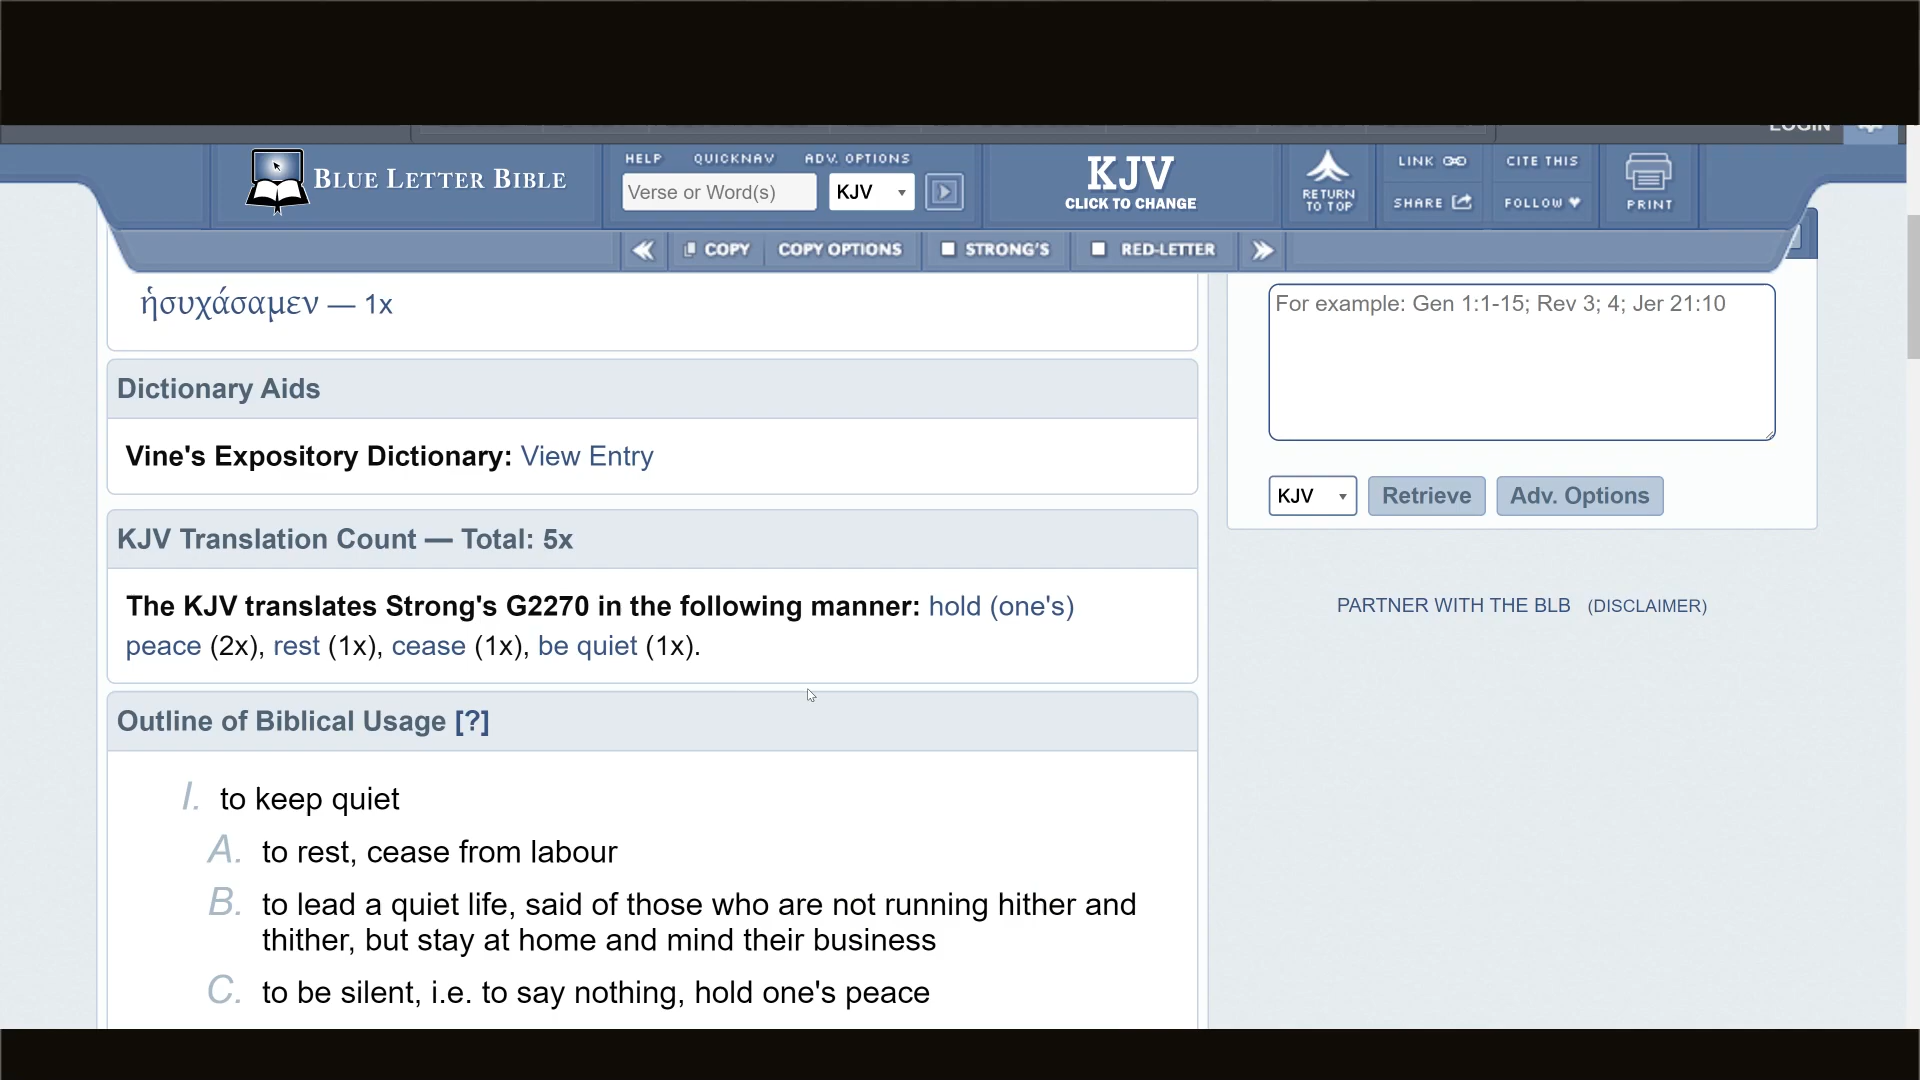 LOGIN
BLUE LETTER BIBLE
HELP QUICKNAV ADV. OPTIONS
Verse or Word(s)
KJV
KJV
CLICK TO CHANGE
RETURN
TO TOP
LINK
CITE THIS
SHARE
FOLLOW
PRINT
COPY
COPY OPTIONS
STRONG'S
RED-LETTER
ἡσυχάσαμεν — 1x
Dictionary Aids
Vine's Expository Dictionary: View Entry
KJV Translation Count — Total: 5x
The KJV translates Strong's G2270 in the following manner: hold (one's)
peace (2x), rest (1x), cease (1x), be quiet (1x).
Outline of Biblical Usage [?]
I. to keep quiet
A. to rest, cease from labour
B. to lead a quiet life, said of those who are not running hither and
thither, but stay at home and mind their business
C. to be silent, i.e. to say nothing, hold one's peace
For example: Gen 1:1-15; Rev 3; 4; Jer 21:10
KJV
Retrieve
Adv. Options
PARTNER WITH THE BLB (DISCLAIMER)